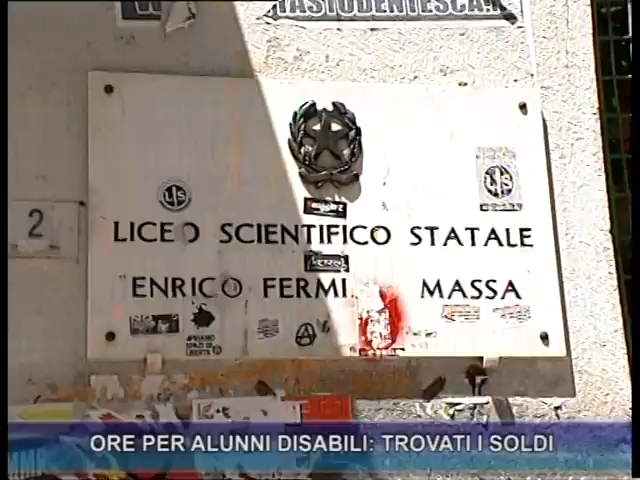 LICEO SCIENTIFICO STATALE
2
ENRICO FERMI MASSA
ORE PER ALUNNI DISABILI: TROVATI I SOLDI